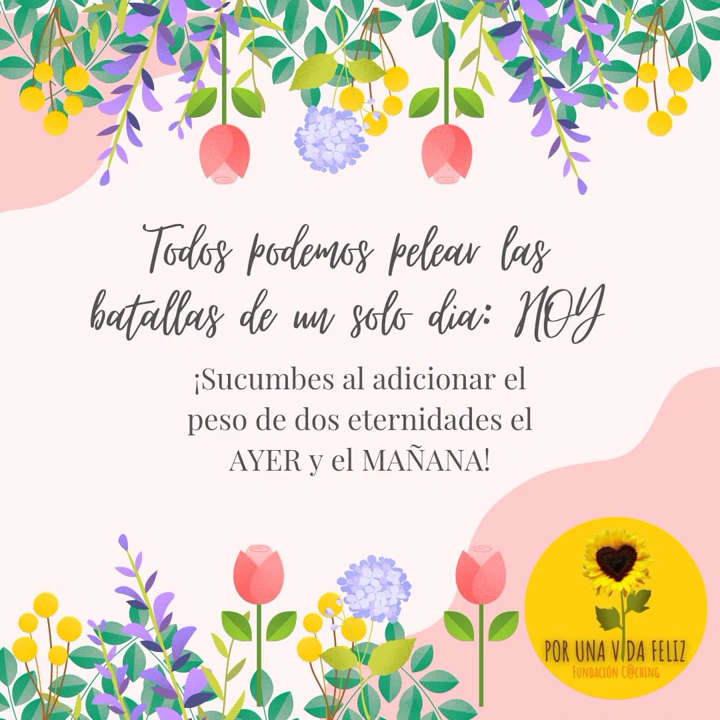 Todos podemos pelear las
batallas de un solo dia: HOY
¡Sucumbes al adicionar el
peso de dos eternidades el
AYER y el MAÑANA!
POR UNA VIDA FELIZ
FUNDACIÓN C@CHING